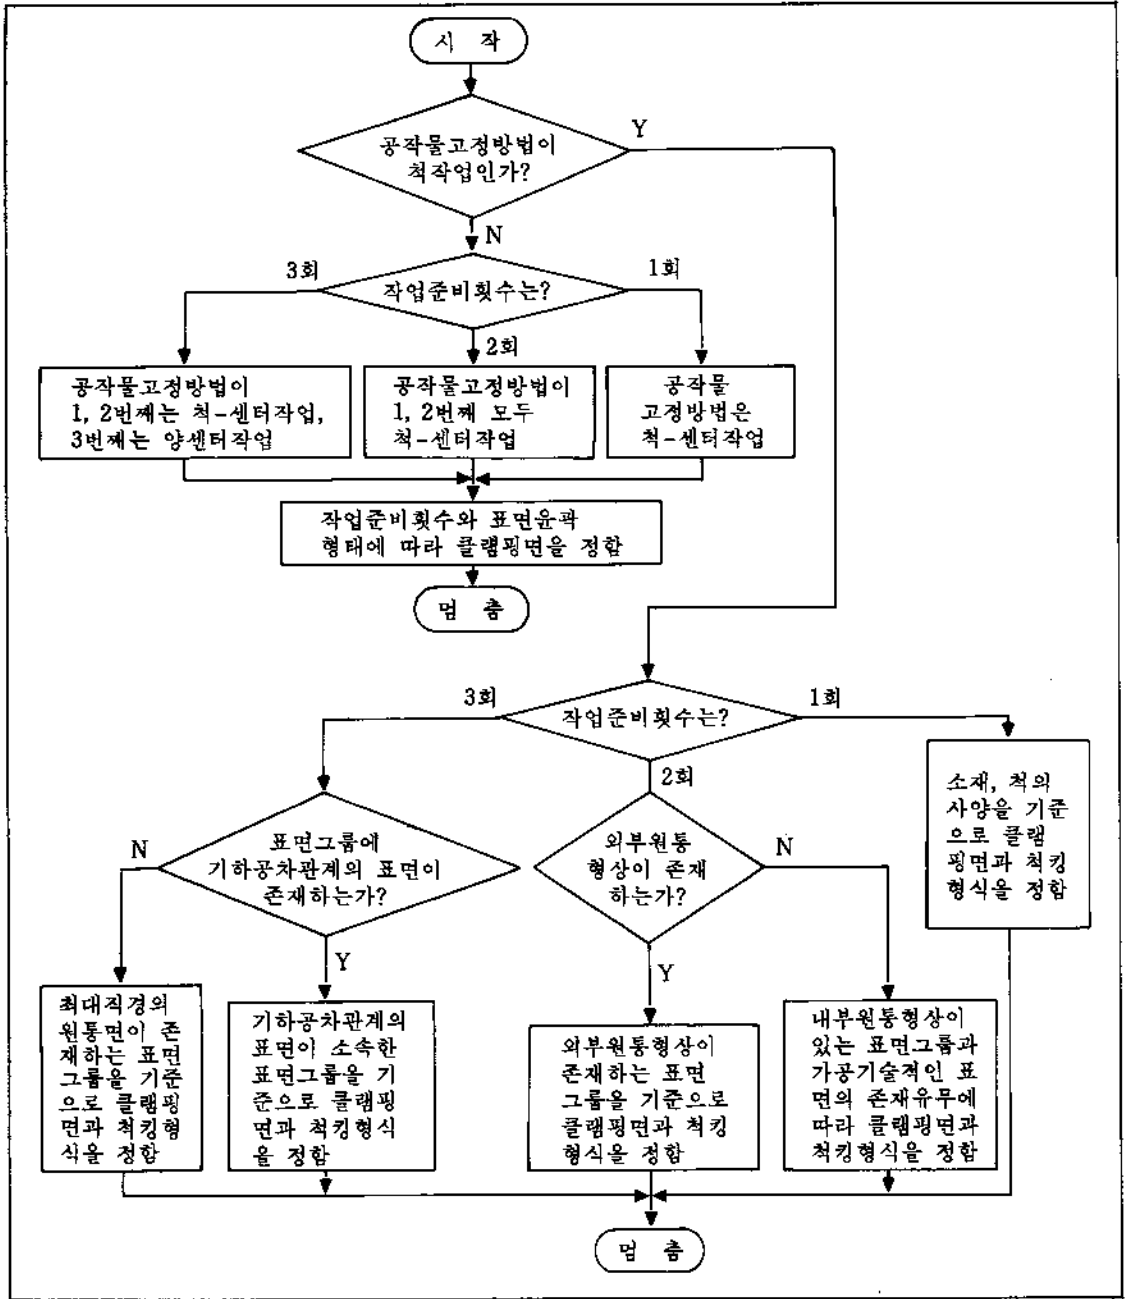 시 작
공작물고정방법이
척작업인가?
Y
N
작업준비횟수는?
3회
1회
2회
공작물고정방법이
1, 2번째는 척-센터작업,
3번째는 양센터작업
공작물고정방법이
1, 2번째 모두
척-센터작업
공작물
고정방법은
척-센터작업
작업준비횟수와 표면윤곽
형태에 따라 클램핑면을 정함
멈 춤
작업준비횟수는?
3회
1회
2회
소재, 척의
사양을 기준
으로 클램
핑면과 척킹
형식을 정함
표면그룹에
기하공차관계의 표면이
존재하는가?
N
Y
외부원통
형상이 존재
하는가?
N
Y
최대직경의
원통면이 존
재하는 표면
그룹을 기준
으로 클램핑
면과 척킹형
식을 정함
기하공차관계의
표면이 소속한
표면그룹을 기
준으로 클램핑
면과 척킹형식
을 정함
외부원통형상이
존재하는 표면
그룹을 기준으로
클램핑면과 척킹
형식을 정함
내부원통형상이
있는 표면그룹과
가공기술적인 표
면의 존재유무에
따라 클램핑면과
척킹형식을 정함
멈 춤